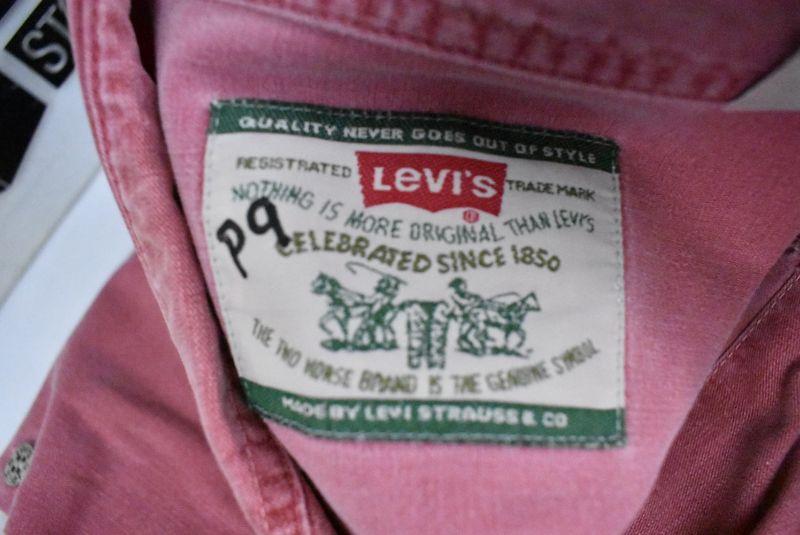 ST
QUALITY NEVER GOES OUT OF STYLE
REGISTRATED LEVI'S ® TRADE MARK
NOTHING IS MORE ORIGINAL THAN LEVI'S
P9
CELEBRATED SINCE 1850
THE TWO HORSE BRAND IS THE GENUINE SYMBOL
MADE BY LEVI STRAUSS & CO